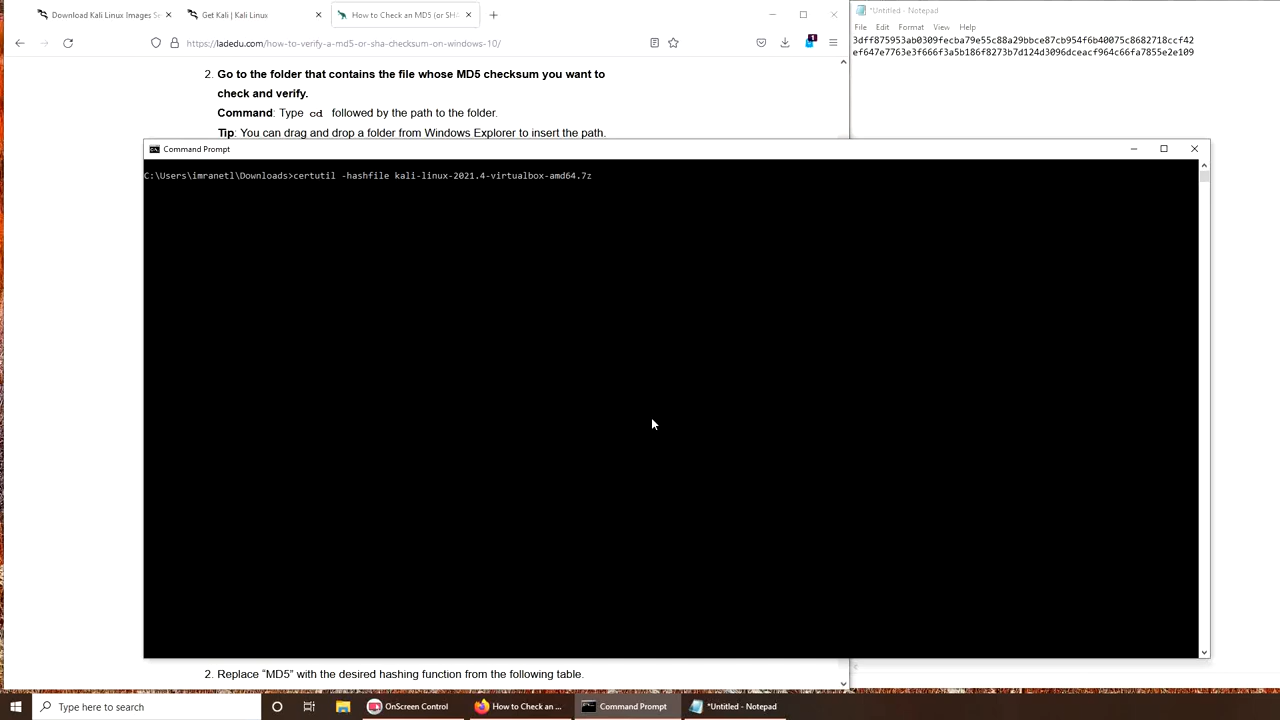 Download Kali Linux Images Se
Get Kali | Kali Linux
How to Check an MD5 (or SHA
https://ladedu.com/how-to-verify-a-md5-or-sha-checksum-on-windows-10/
1
2. Go to the folder that contains the file whose MD5 checksum you want to
check and verify.
Command: Type cd followed by the path to the folder.
Tip: You can drag and drop a folder from Windows Explorer to insert the path.
*Untitled - Notepad
File Edit Format View Help
3dff875953ab0309fecba79e55c88a29bbce87cb954f6b40075c8682718ccf42
ef647e7763e3f666f3a5b186f8273b7d124d3096dceacf964c66fa7855e2e109
Command Prompt
C:\Users\imranetl\Downloads>certutil -hashfile kali-linux-2021.4-virtualbox-amd64.7z
2. Replace “MD5” with the desired hashing function from the following table.
Type here to search
OnScreen Control
How to Check an ...
Command Prompt
*Untitled - Notepad